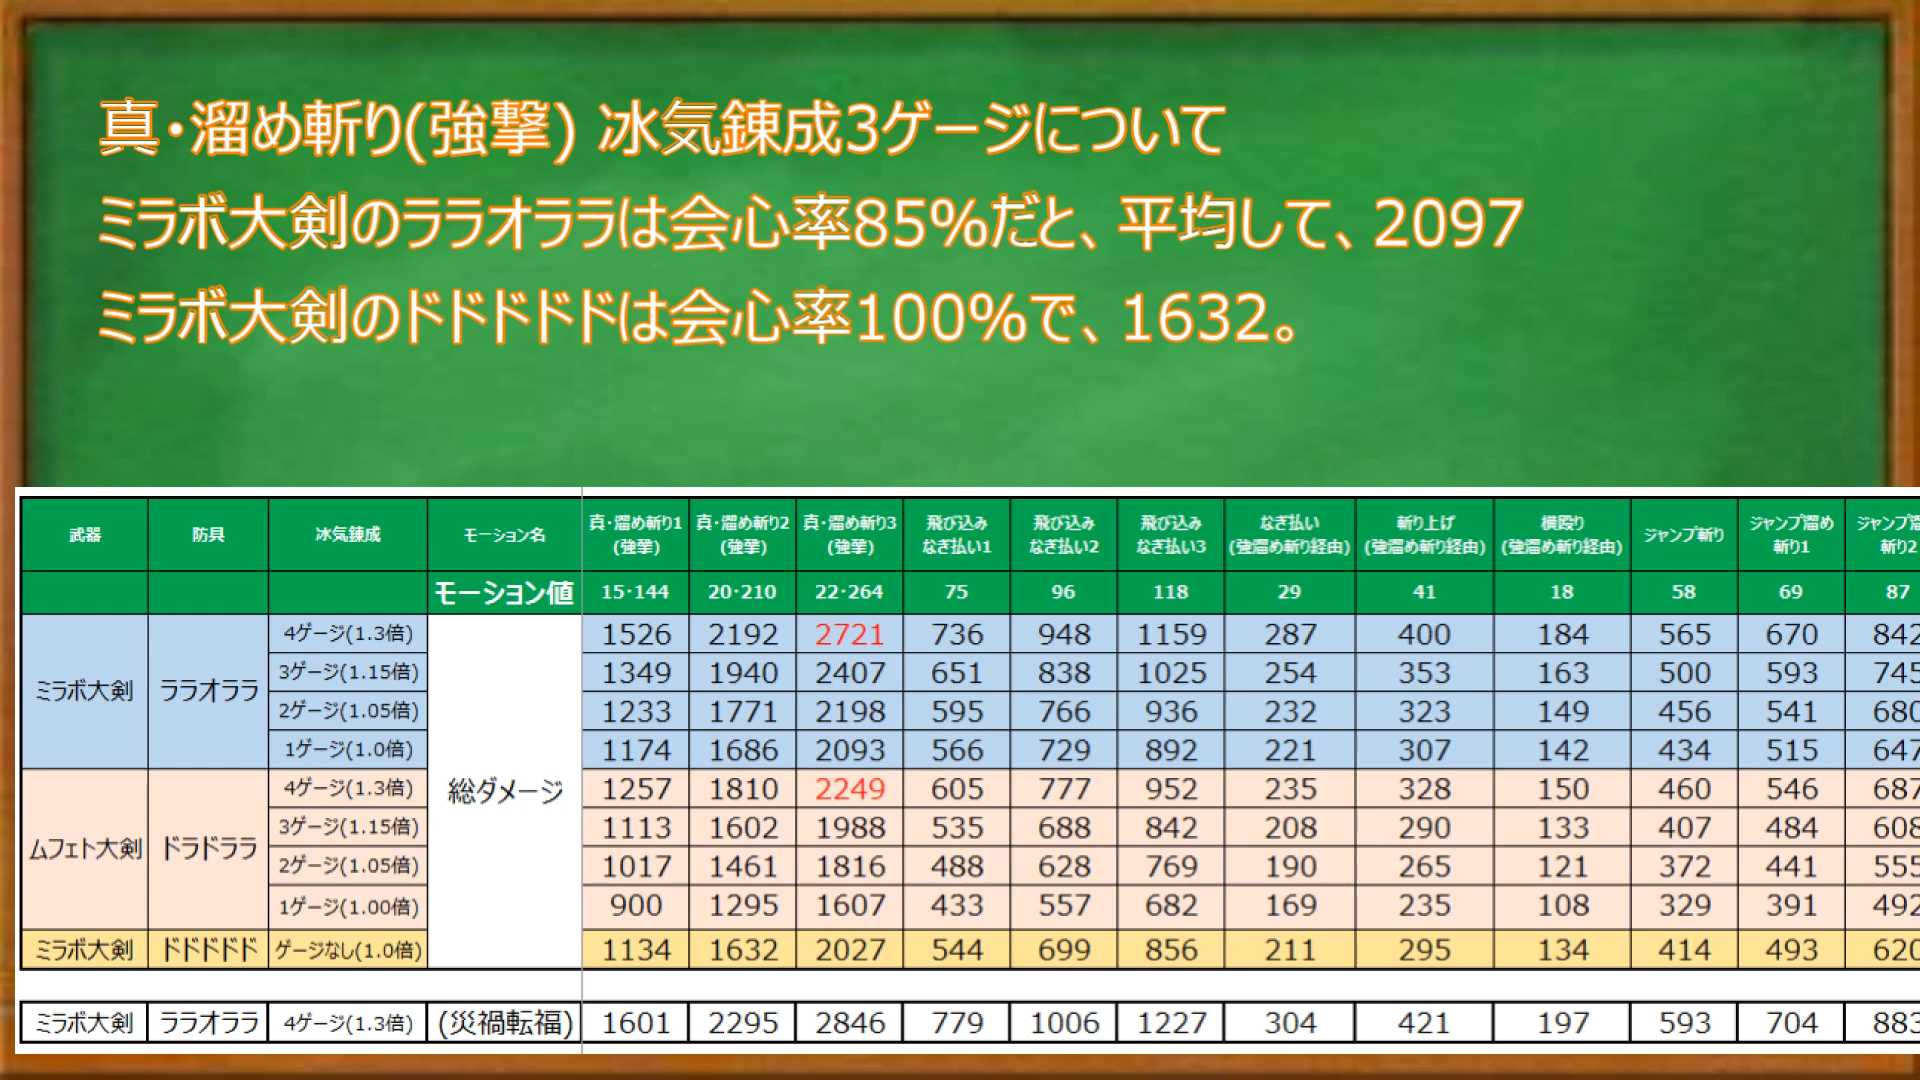 真・溜め斬り(強撃) 冰気錬成3ゲージについて
ミラボ大剣のララオララは会心率85%だと、平均して、2097
ミラボ大剣のドドドドドは会心率100%で、1632。
武器 防具 冰気錬成 モーション名 真・溜め斬り1(強撃) 真・溜め斬り2(強撃) 真・溜め斬り3(強撃) 飛び込みなぎ払い1 飛び込みなぎ払い2 飛び込みなぎ払い3 なぎ払い(強溜め斬り経由) 斬り上げ(強溜め斬り経由) 横殴り(強溜め斬り経由) ジャンプ斬り ジャンプ溜め斬り1 ジャンプ溜斬り2
モーション値 15・144 20・210 22・264 75 96 118 29 41 18 58 69 87
ミラボ大剣 ララオララ 4ゲージ(1.3倍) 総ダメージ 1526 2192 2721 736 948 1159 287 400 184 565 670 842
3ゲージ(1.15倍) 1349 1940 2407 651 838 1025 254 353 163 500 593 745
2ゲージ(1.05倍) 1233 1771 2198 595 766 936 232 323 149 456 541 680
1ゲージ(1.0倍) 1174 1686 2093 566 729 892 221 307 142 434 515 647
ムフェト大剣 ドラドララ 4ゲージ(1.3倍) 1257 1810 2249 605 777 952 235 328 150 460 546 687
3ゲージ(1.15倍) 1113 1602 1988 535 688 842 208 290 133 407 484 608
2ゲージ(1.05倍) 1017 1461 1816 488 628 769 190 265 121 372 441 555
1ゲージ(1.00倍) 900 1295 1607 433 557 682 169 235 108 329 391 492
ミラボ大剣 ドドドドド ゲージなし(1.0倍) 1134 1632 2027 544 699 856 211 295 134 414 493 620
ミラボ大剣 ララオララ 4ゲージ(1.3倍) (災禍転福) 1601 2295 2846 779 1006 1227 304 421 197 593 704 883